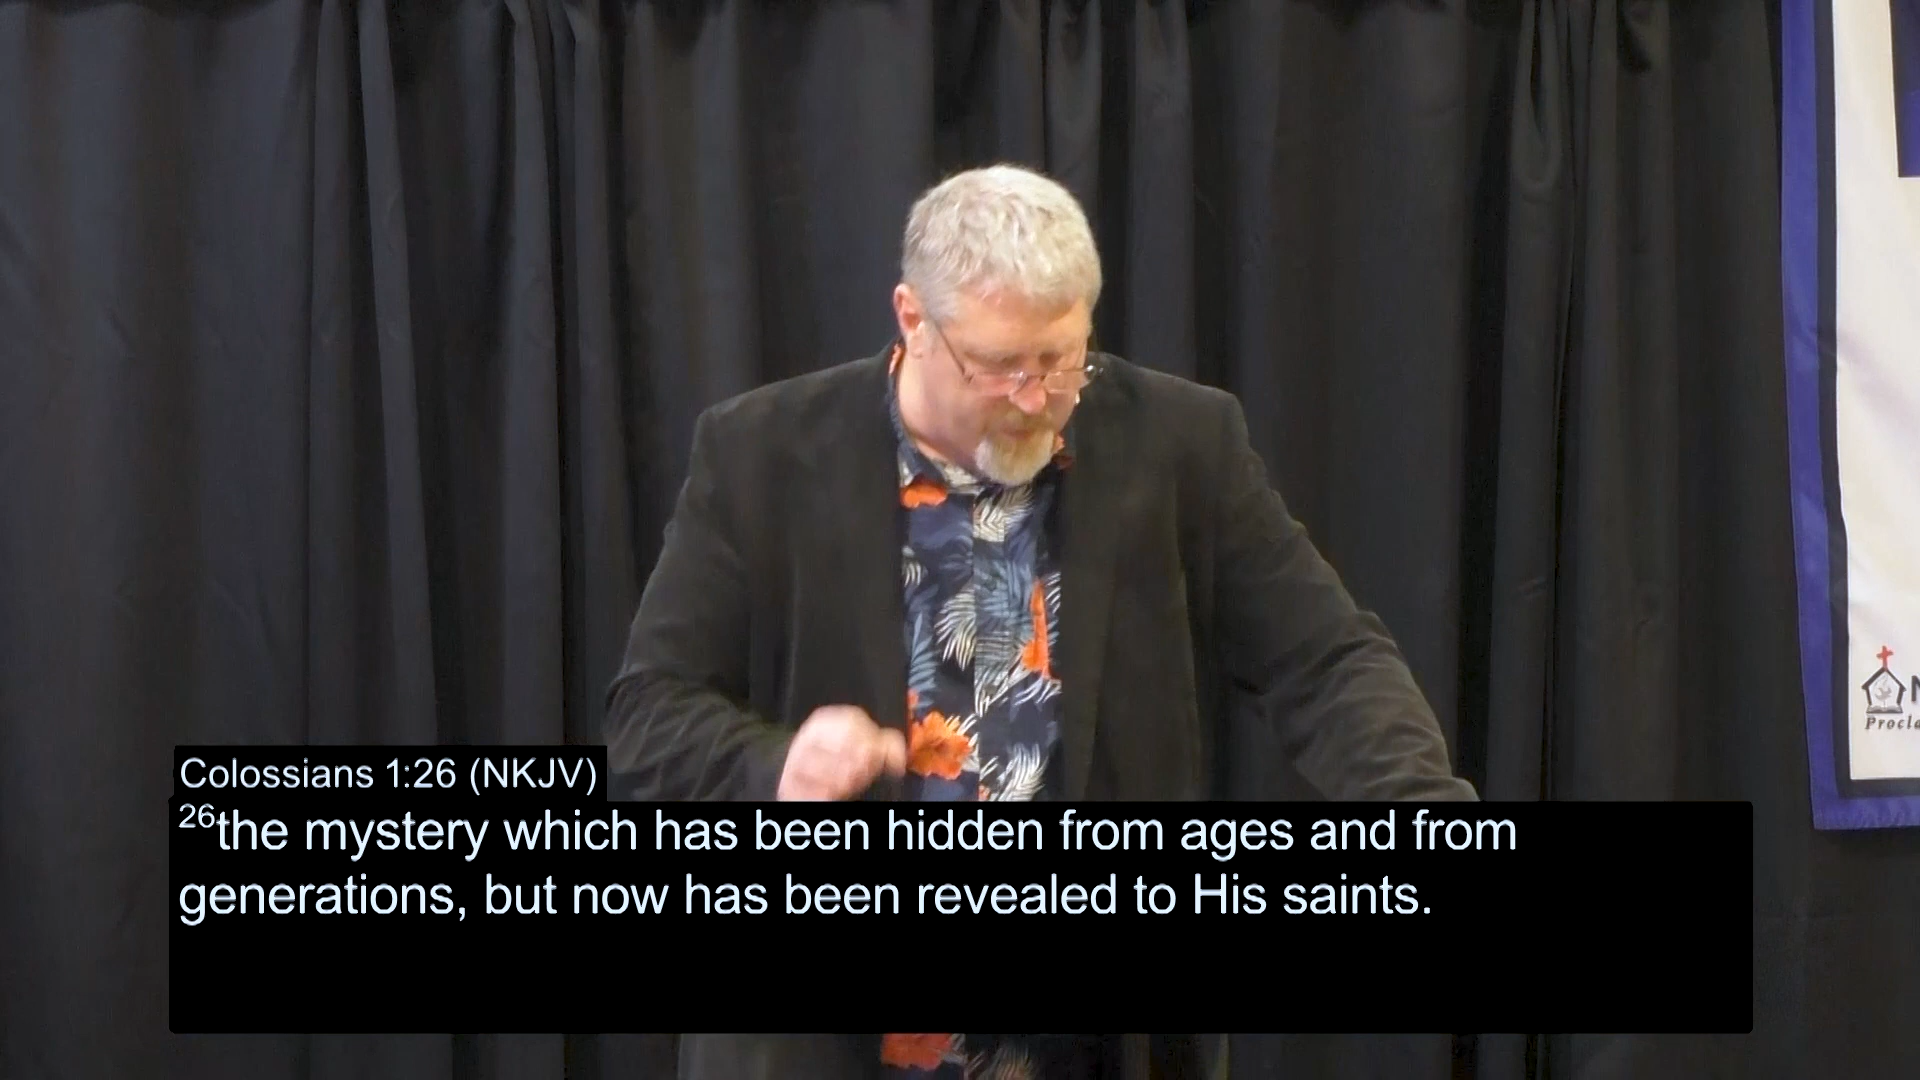 Colossians 1:26 (NKJV)
26the mystery which has been hidden from ages and from
generations, but now has been revealed to His saints.